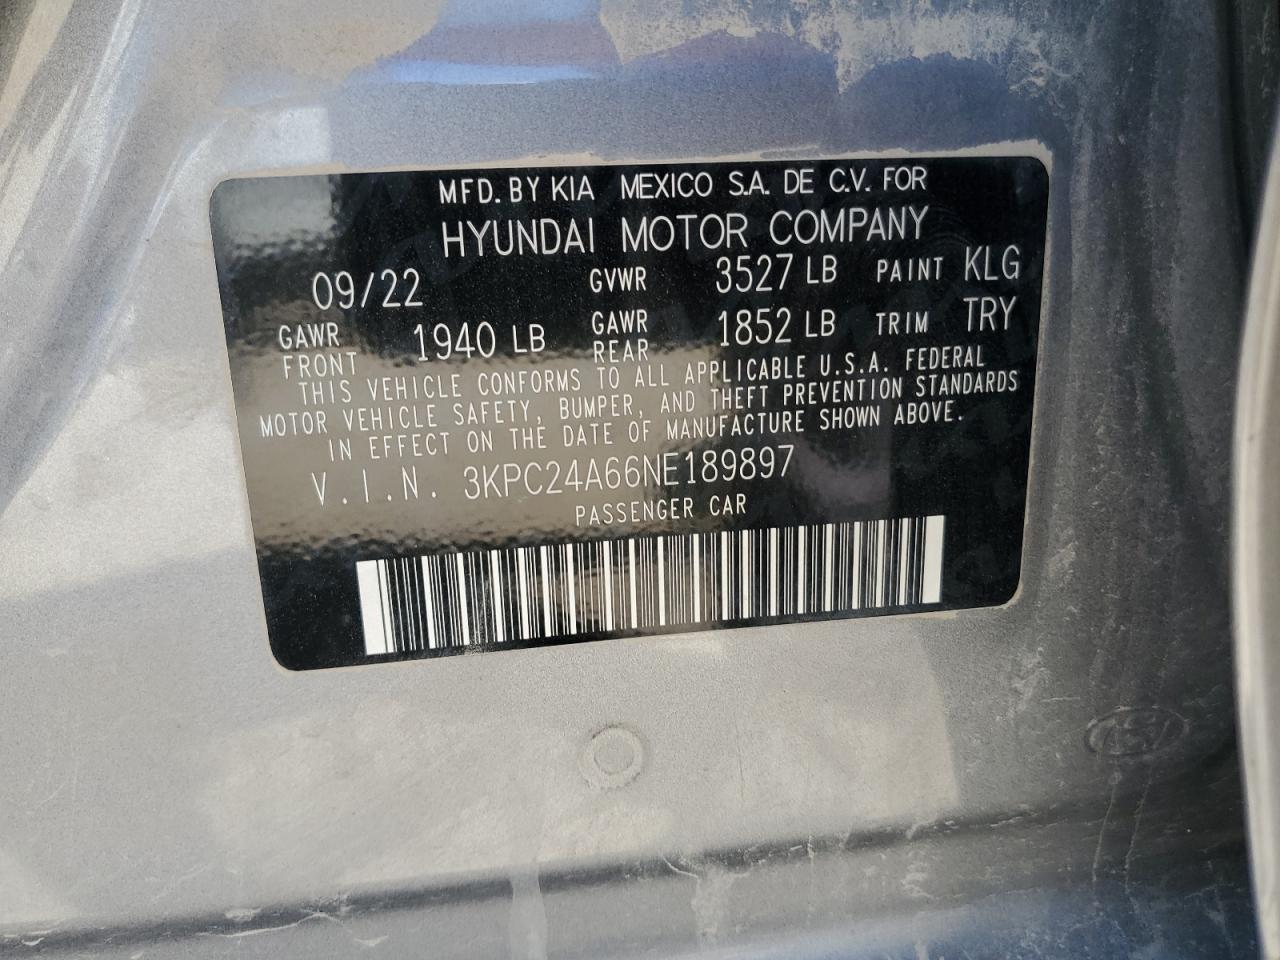 MFD. BY KIA MEXICO S.A. DE C.V. FOR
HYUNDAI MOTOR COMPANY
09/22 GVWR 3527 LB PAINT KLG
GAWR FRONT 1940 LB GAWR REAR 1852 LB TRIM TRY
THIS VEHICLE CONFORMS TO ALL APPLICABLE U.S.A. FEDERAL
MOTOR VEHICLE SAFETY, BUMPER, AND THEFT PREVENTION STANDARDS
IN EFFECT ON THE DATE OF MANUFACTURE SHOWN ABOVE.
V.I.N. 3KPC24A66NE189897
PASSENGER CAR